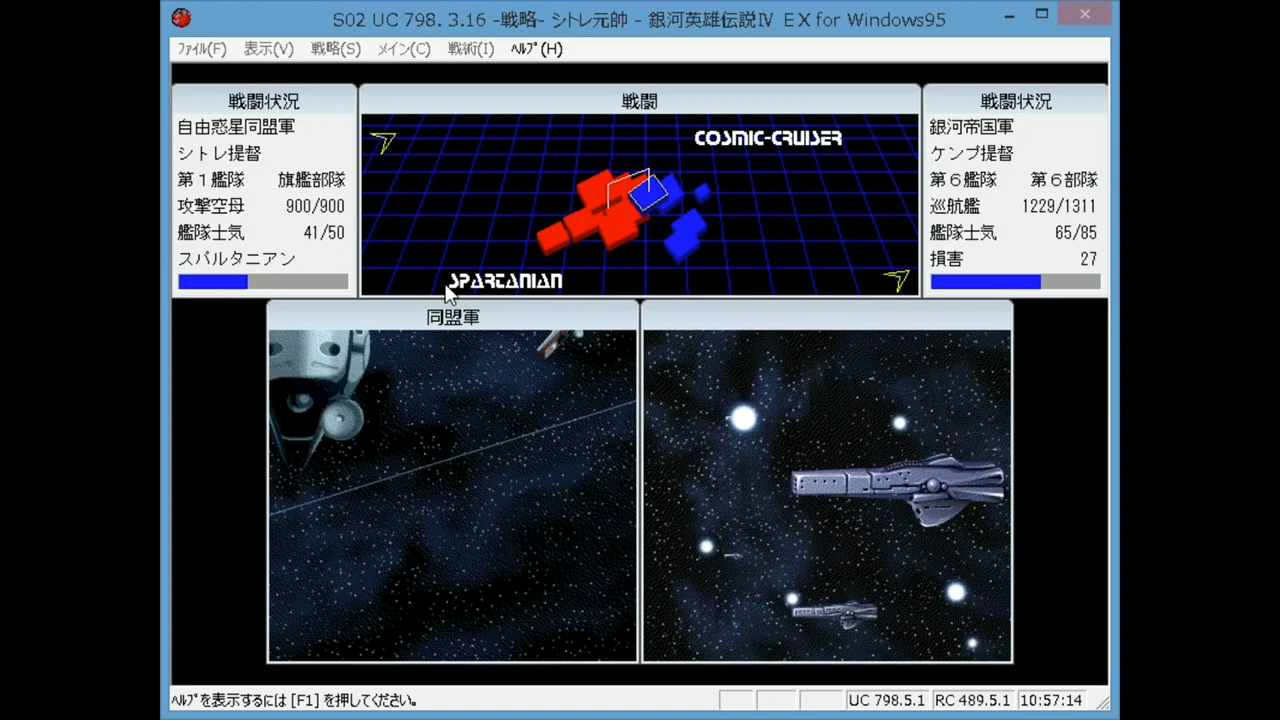 S02 UC 798. 3.16 -戦略- シトレ元帥 - 銀河英雄伝説Ⅳ EX for Windows95
ﾌｧｲﾙ(F) 表示(V) 戦略(S) メイン(C) 戦術(I) ﾍﾙﾌﾟ(H)
戦闘状況
自由惑星同盟軍
シトレ提督
第１艦隊 旗艦部隊
攻撃空母 900/900
艦隊士気 41/50
スパルタニアン
戦闘
COSMIC-CRUISER
SPARTANIAN
戦闘状況
銀河帝国軍
ケンプ提督
第６艦隊 第６部隊
巡航艦 1229/1311
艦隊士気 65/85
損害 27
同盟軍
ﾍﾙﾌﾟを表示するには [F1] を押してください。
UC 798.5.1 RC 489.5.1 10:57:14